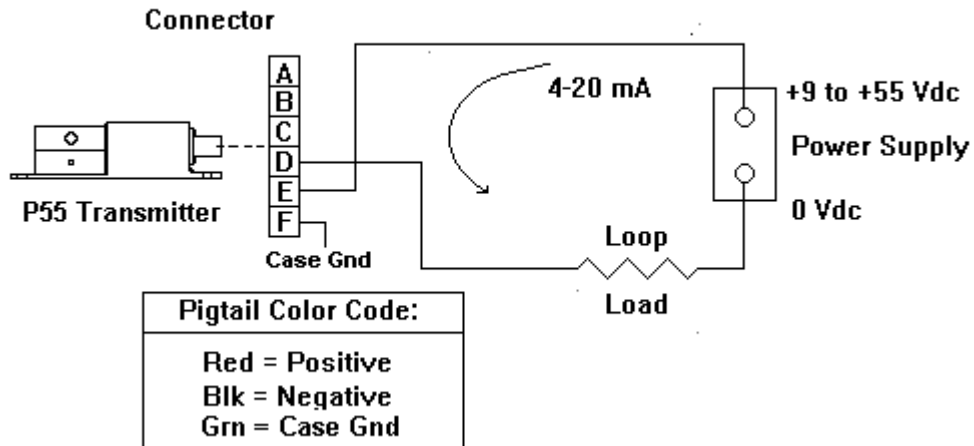 Connector
A
B
C
D
E
F
P55 Transmitter
Case Gnd
4-20 mA
+9 to +55 Vdc
Power Supply
0 Vdc
Loop
Load
Pigtail Color Code:
Red = Positive
Blk = Negative
Grn = Case Gnd